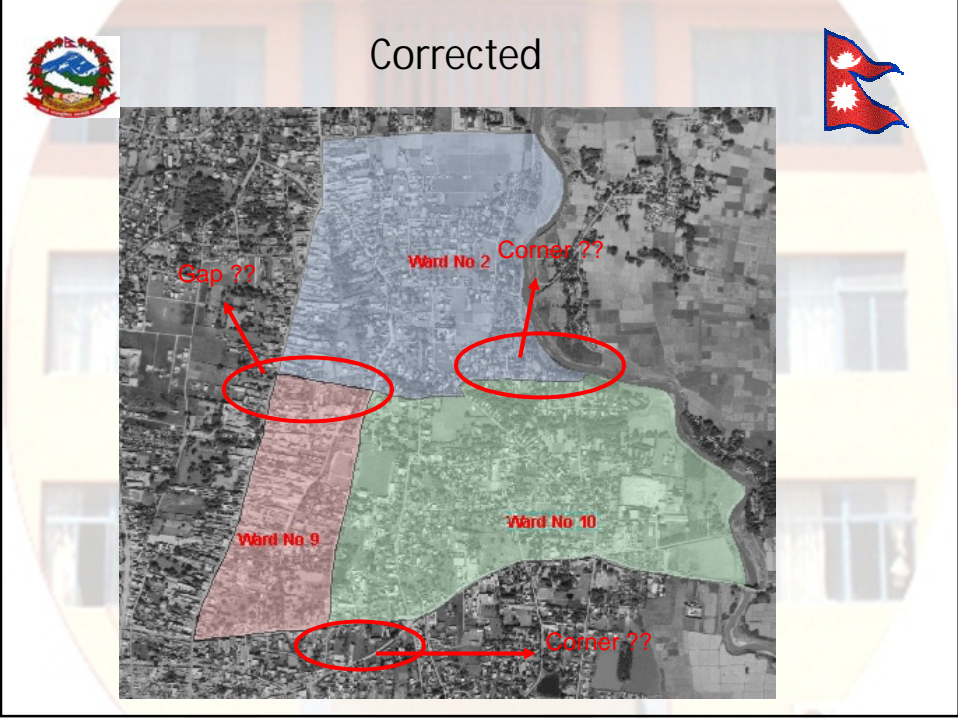 Corrected
Ward No 2
Corner ??
Gap ??
Ward No 10
Ward No 9
Corner ??